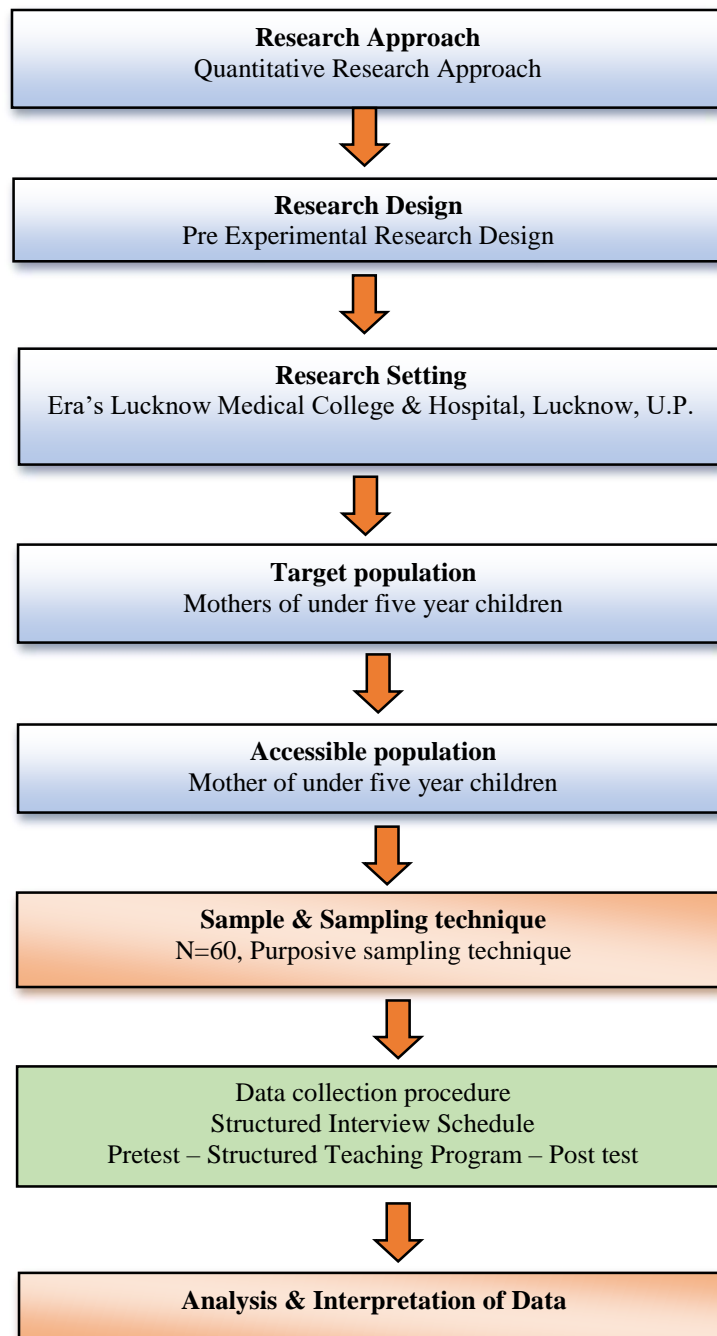 Research Approach
Quantitative Research Approach
Research Design
Pre Experimental Research Design
Research Setting
Era’s Lucknow Medical College & Hospital, Lucknow, U.P.
Target population
Mothers of under five year children
Accessible population
Mother of under five year children
Sample & Sampling technique
N=60, Purposive sampling technique
Data collection procedure
Structured Interview Schedule
Pretest – Structured Teaching Program – Post test
Analysis & Interpretation of Data